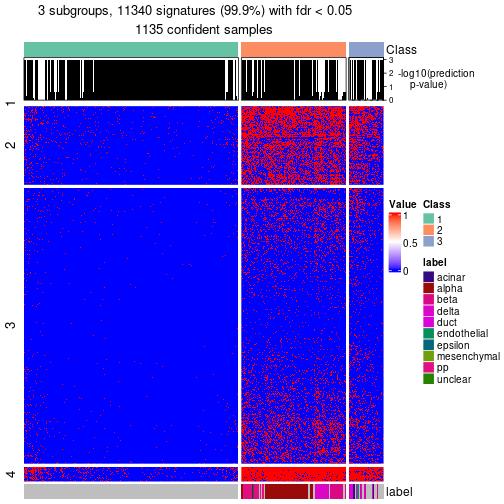 3 subgroups, 11340 signatures (99.9%) with fdr < 0.05
1135 confident samples
Class
3
2
1
0
-log10(prediction
p-value)
1
2
3
4
Value
1
0.5
0
Class
1
2
3
label
acinar
alpha
beta
delta
duct
endothelial
epsilon
mesenchymal
pp
unclear
label